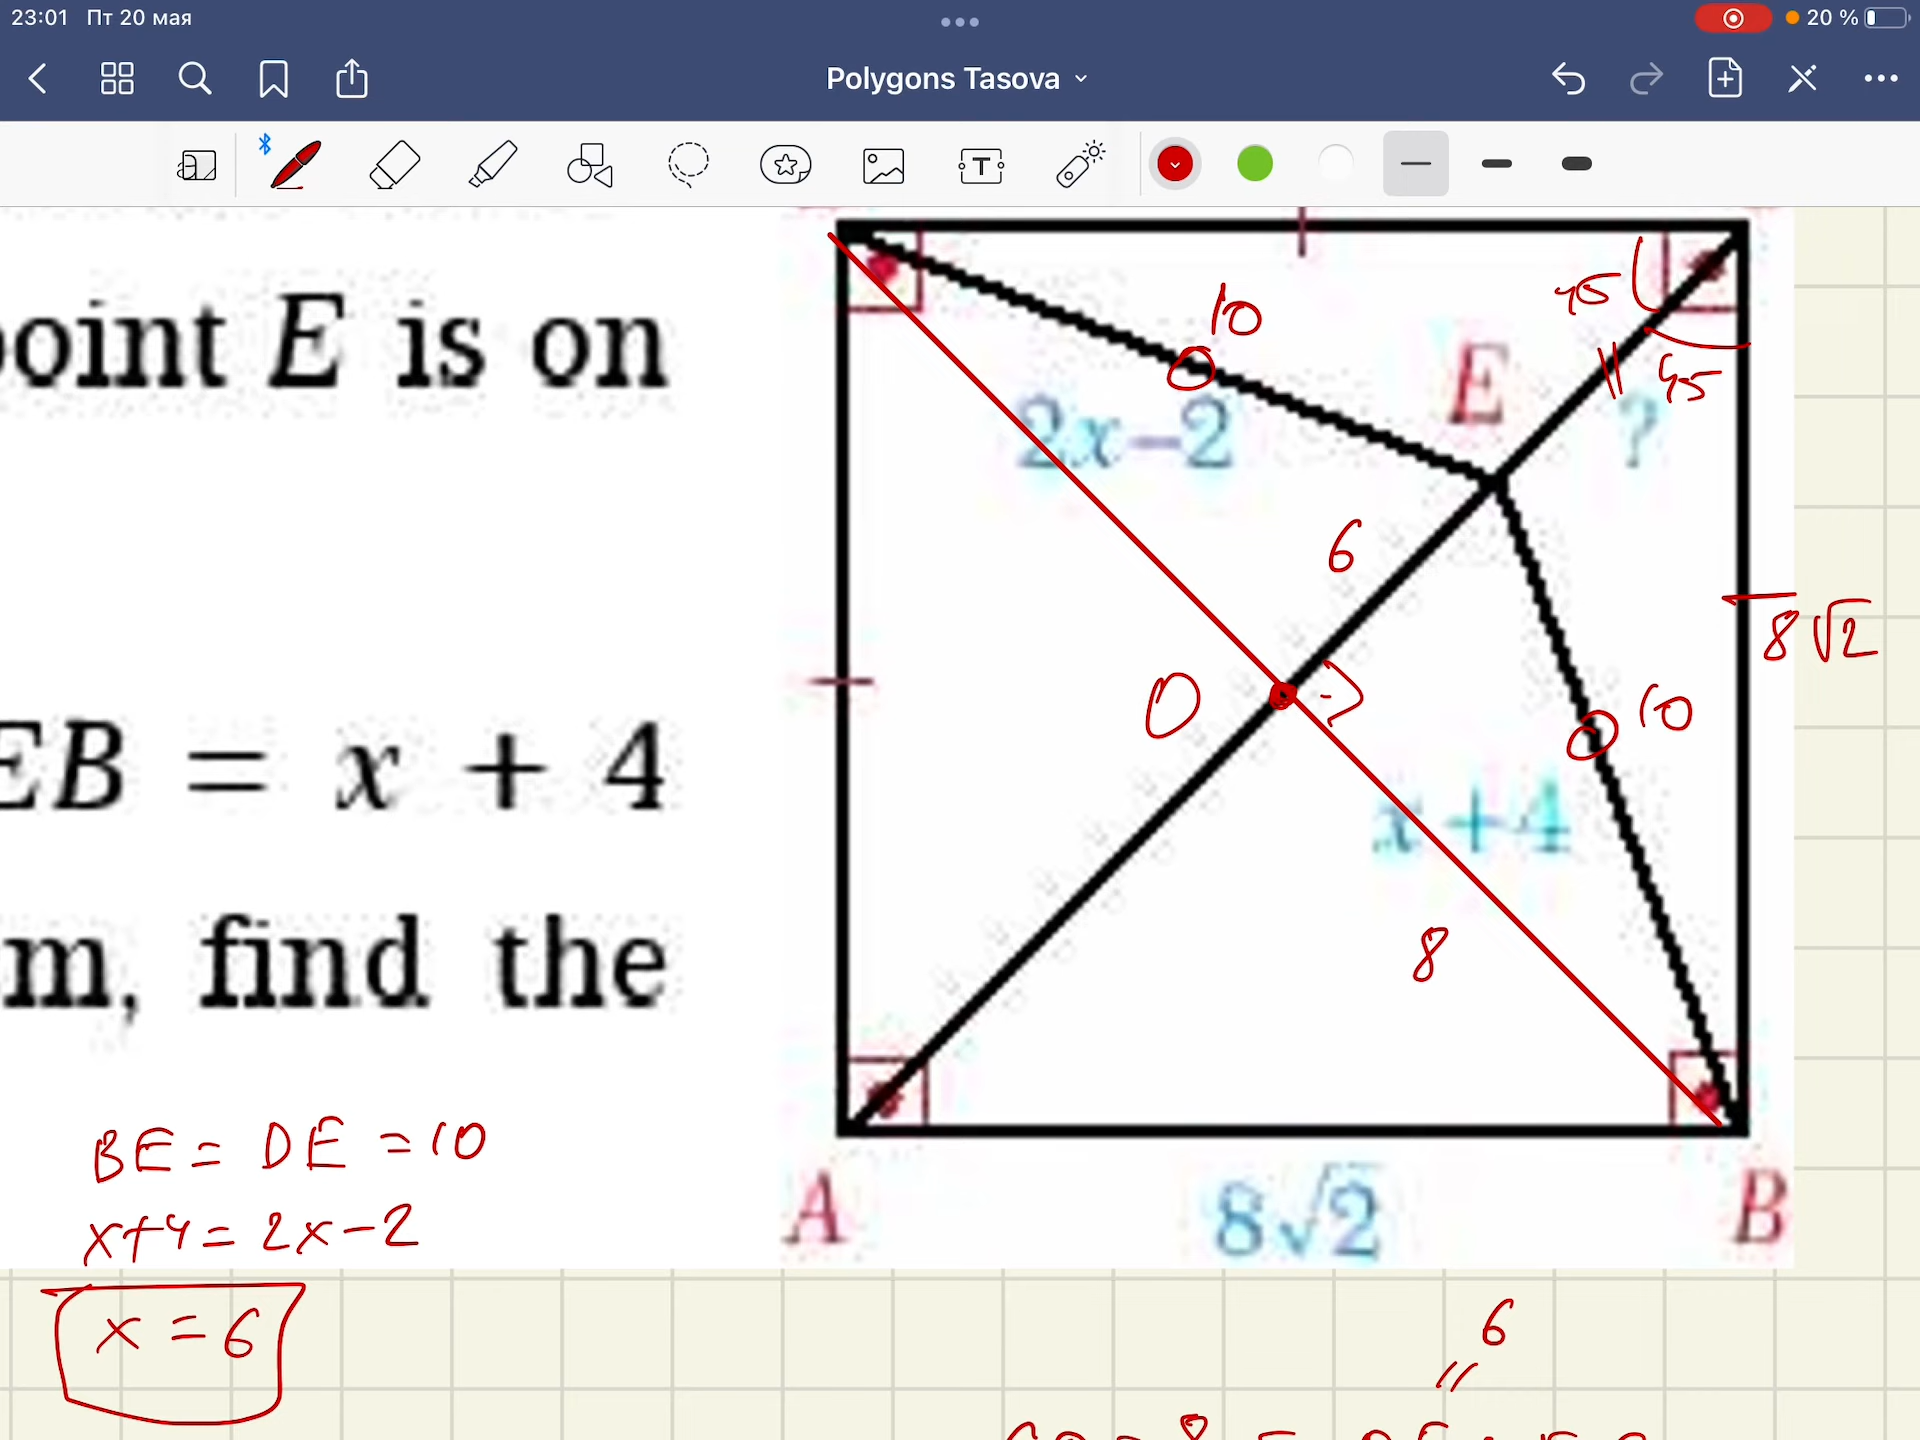 23:01 Пт 20 мая
20 %
Polygons Tasova
point E is on
EB = x + 4
m, find the
10
45
E
2x-2
45
?
6
8√2
O
10
x+4
8
BE = DE = 10
A
8√2
B
x+4 = 2x-2
x = 6
6